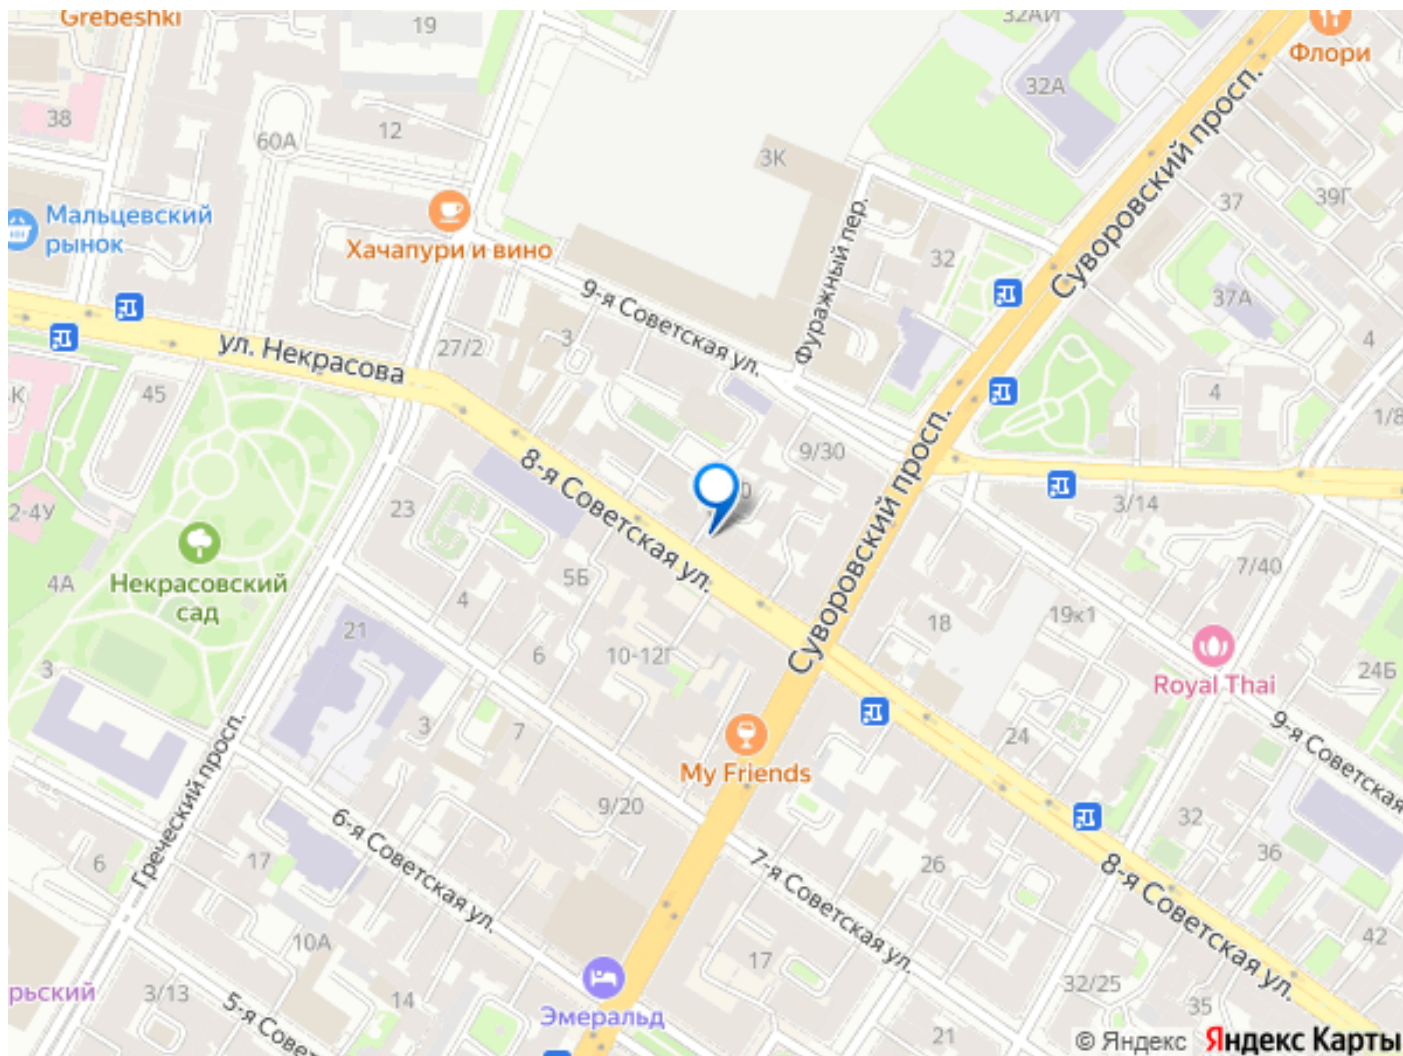 Grebeshki
19
32АИ
Флори
32А
38
60А
12
3К
Суворовский просп.
37
39Г
Мальцевский
рынок
Хачапури и вино
Фуражный пер.
32
37А
9-я Советская ул.
ул. Некрасова
27/2
3
4
К
45
4
1/8
9/30
Суворовский просп.
8-я Советская ул.
23
2-4У
3/14
Некрасовский
сад
4А
5Б
4
7/40
21
6
10-12Г
18
19к1
Royal Thai
24Б
3
3
7
24
9-я Советская
My Friends
Греческий просп.
9/20
6-я Советская ул.
7-я Советская ул.
6
17
26
32
36
8-я Советская ул.
10А
17
42
рьский
3/13
14
5-я Сове
Эмеральд
32/25
35
21
© Яндекс Яндекс Карты